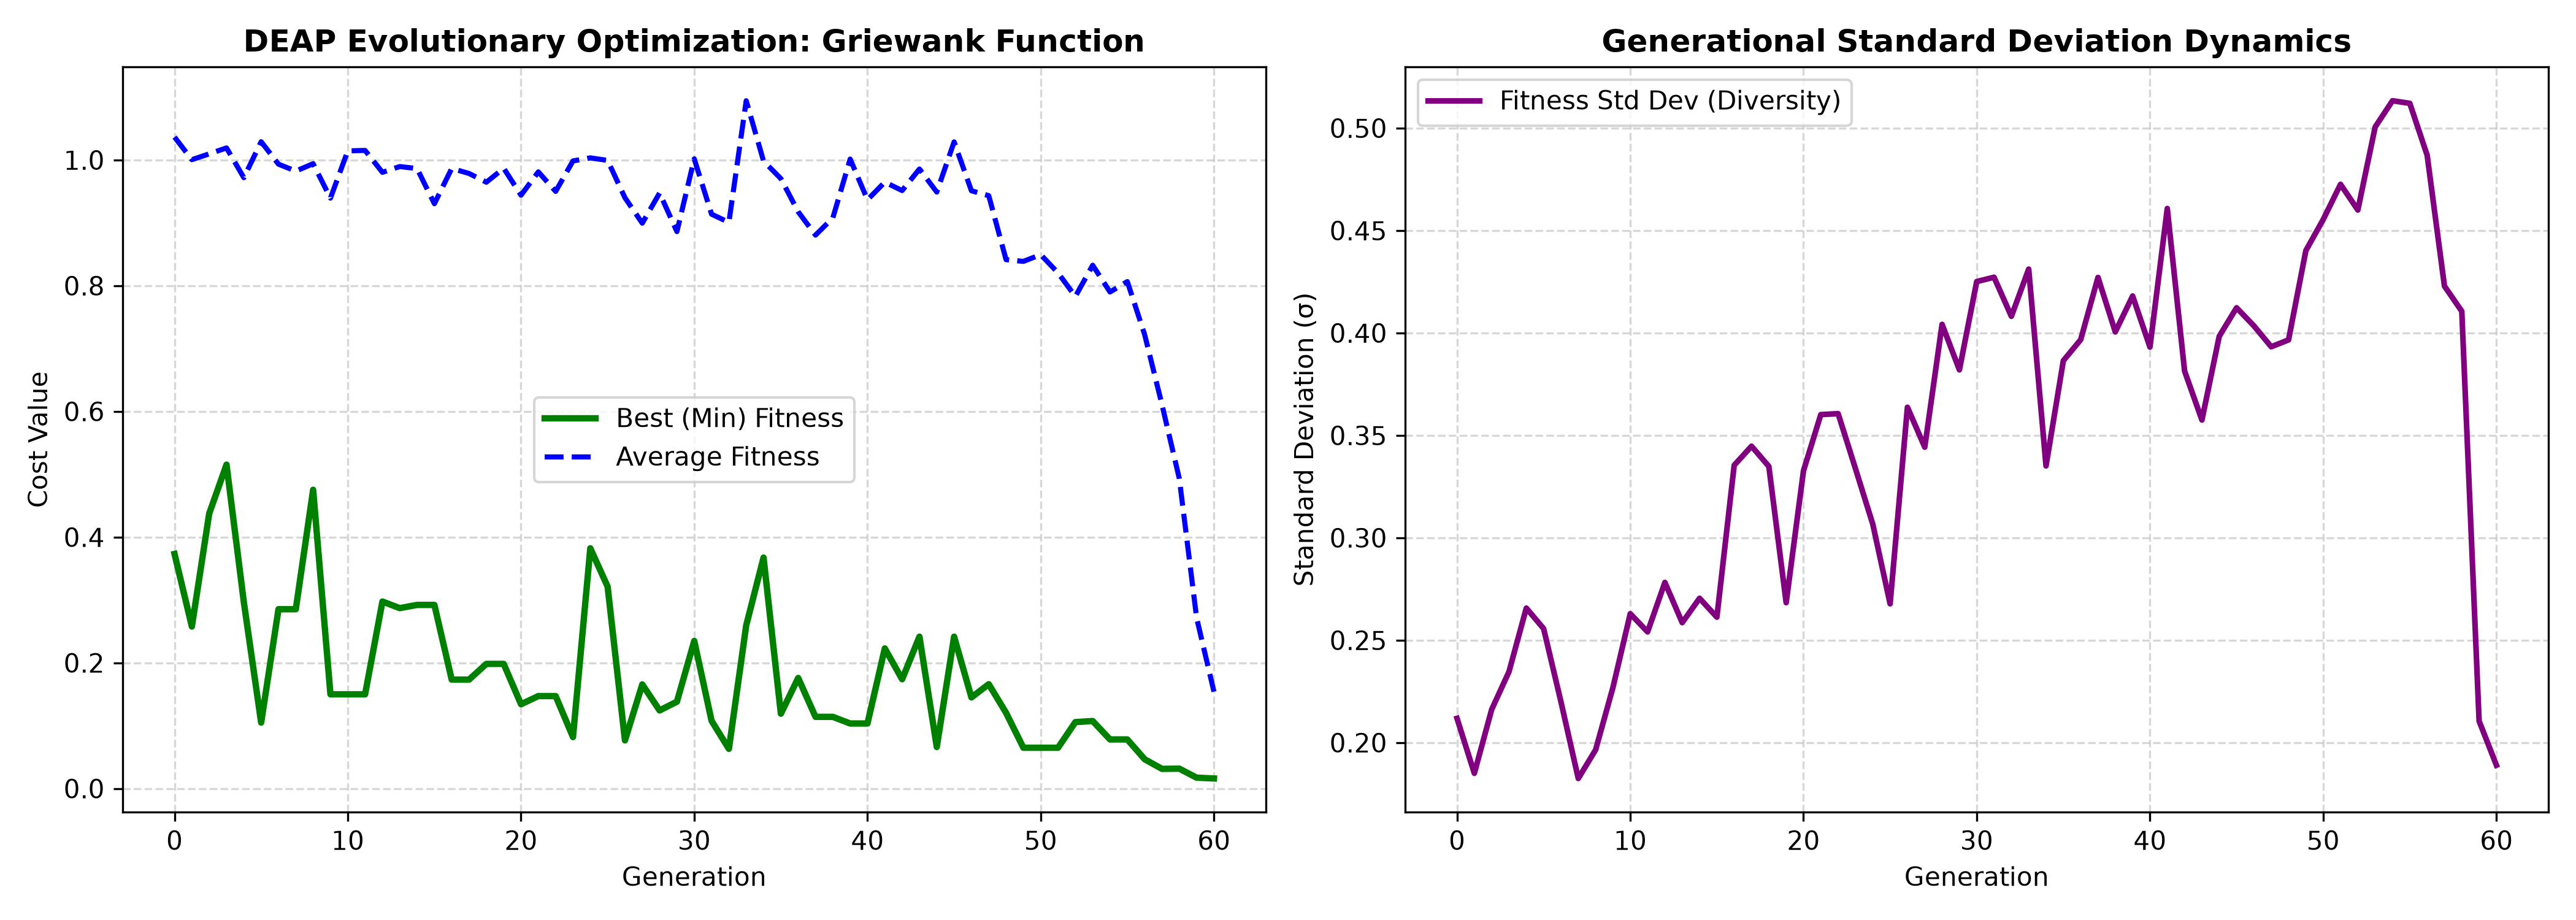 DEAP Evolutionary Optimization: Griewank Function
Cost Value
1.0
0.8
0.6
0.4
0.2
0.0
Best (Min) Fitness
Average Fitness
0 10 20 30 40 50 60
Generation
Generational Standard Deviation Dynamics
Standard Deviation (σ)
0.50
0.45
0.40
0.35
0.30
0.25
0.20
Fitness Std Dev (Diversity)
0 10 20 30 40 50 60
Generation